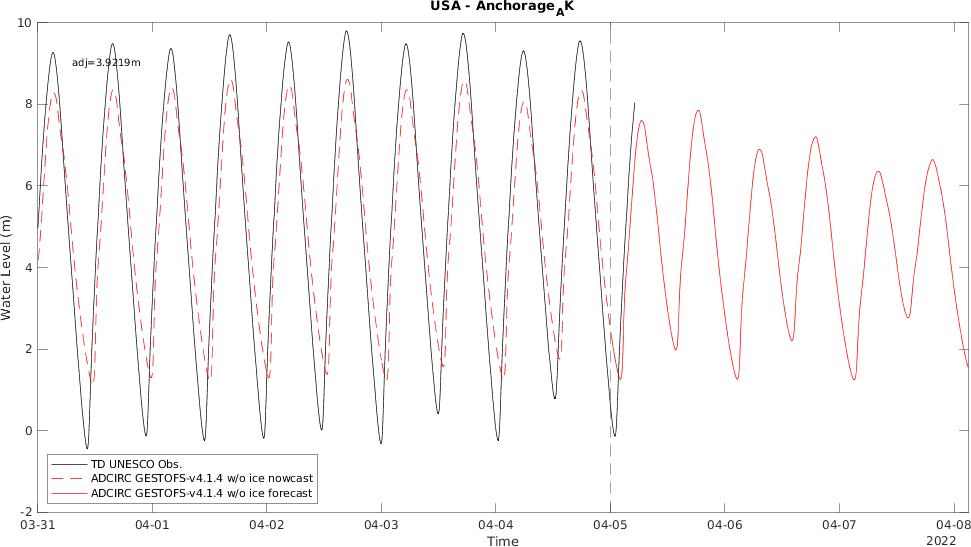 USA - Anchorage_AK
10
adj=3.9219m
8
6
4
2
0
-2
Water Level (m)
TD UNESCO Obs.
ADCIRC GESTOFS-v4.1.4 w/o ice nowcast
ADCIRC GESTOFS-v4.1.4 w/o ice forecast
03-31 04-01 04-02 04-03 04-04 04-05 04-06 04-07 04-08
Time 2022